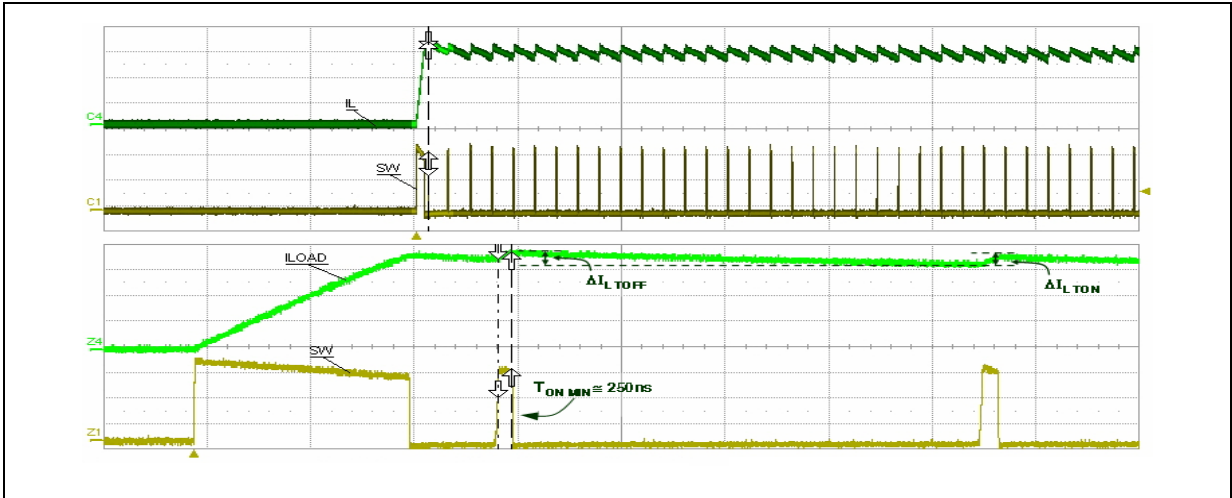 C4
IL
SW
C1
ILOAD
ΔIL TOFF
ΔIL TON
Z4
SW
TON MIN ≅ 250ns
Z1